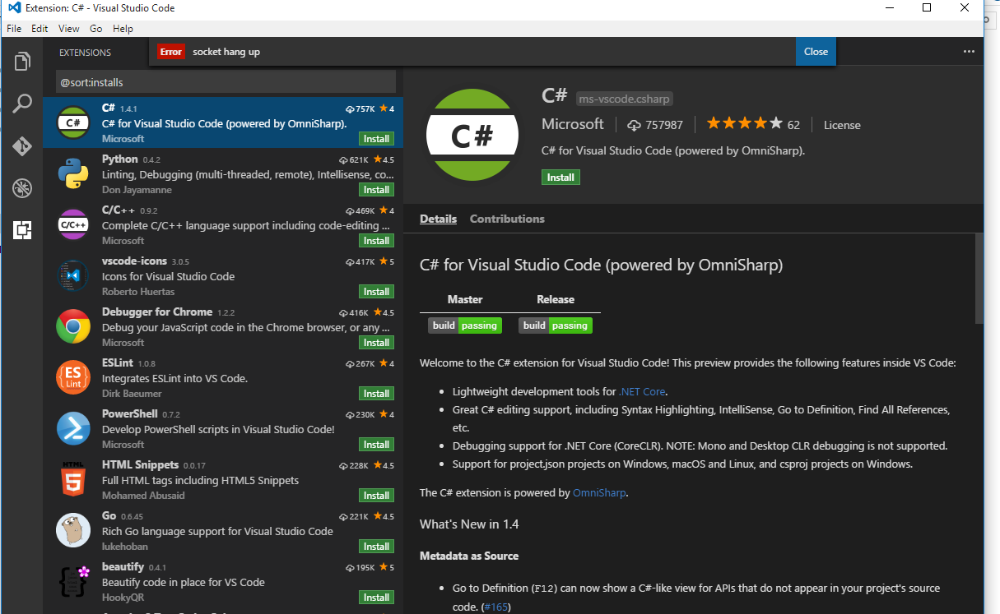 Extension: C# - Visual Studio Code
File Edit View Go Help
EXTENSIONS
Error socket hang up Close
@sort:installs
C# 1.4.1 757K 4
C# for Visual Studio Code (powered by OmniSharp).
Microsoft Install
Python 0.4.2 621K 4.5
Linting, Debugging (multi-threaded, remote), Intellisense, co...
Don Jayamanne Install
C/C++ 0.9.2 469K 4
Complete C/C++ language support including code-editing ...
Microsoft Install
vscode-icons 3.0.5 417K 5
Icons for Visual Studio Code
Roberto Huertas Install
Debugger for Chrome 1.2.2 416K 4.5
Debug your JavaScript code in the Chrome browser, or any ...
Microsoft Install
ESLint 1.0.8 267K 4
Integrates ESLint into VS Code.
Dirk Baeumer Install
PowerShell 0.7.2 230K 4
Develop PowerShell scripts in Visual Studio Code!
Microsoft Install
HTML Snippets 0.0.17 228K 4.5
Full HTML tags including HTML5 Snippets
Mohamed Abusaid Install
Go 0.6.45 221K 4.5
Rich Go language support for Visual Studio Code
lukehoban Install
beautify 0.4.1 195K 5
Beautify code in place for VS Code
HookyQR Install
C#
C/C++
ES
Lint
HTML
5
C#
C# ms-vscode.csharp
Microsoft 757987 62 License
C# for Visual Studio Code (powered by OmniSharp).
Install
Details Contributions
C# for Visual Studio Code (powered by OmniSharp)
Master Release
build passing build passing
Welcome to the C# extension for Visual Studio Code! This preview provides the following features inside VS Code:
• Lightweight development tools for .NET Core.
• Great C# editing support, including Syntax Highlighting, IntelliSense, Go to Definition, Find All References,
etc.
• Debugging support for .NET Core (CoreCLR). NOTE: Mono and Desktop CLR debugging is not supported.
• Support for project.json projects on Windows, macOS and Linux, and csproj projects on Windows.
The C# extension is powered by OmniSharp.
What's New in 1.4
Metadata as Source
• Go to Definition (F12) can now show a C#-like view for APIs that do not appear in your project's source
code. (#165)